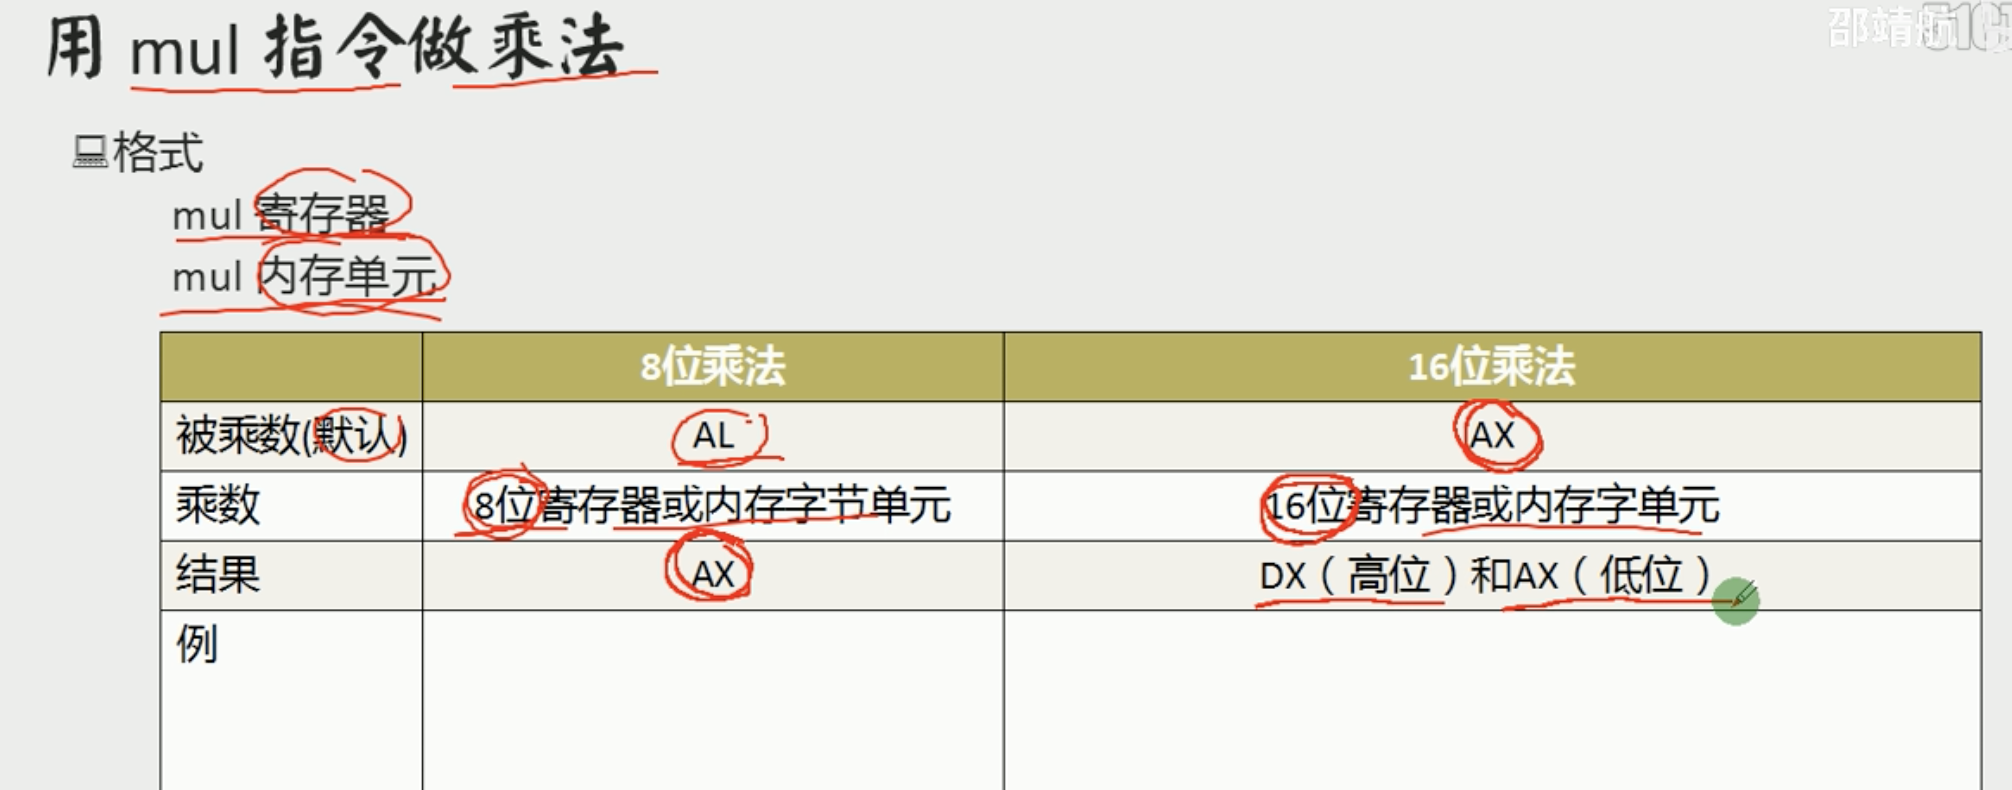 邵靖航
用 mul 指令做乘法
格式
mul 寄存器
mul 内存单元
8位乘法 16位乘法
被乘数(默认) AL AX
乘数 8位寄存器或内存字节单元 16位寄存器或内存字单元
结果 AX DX（高位）和AX（低位）
例